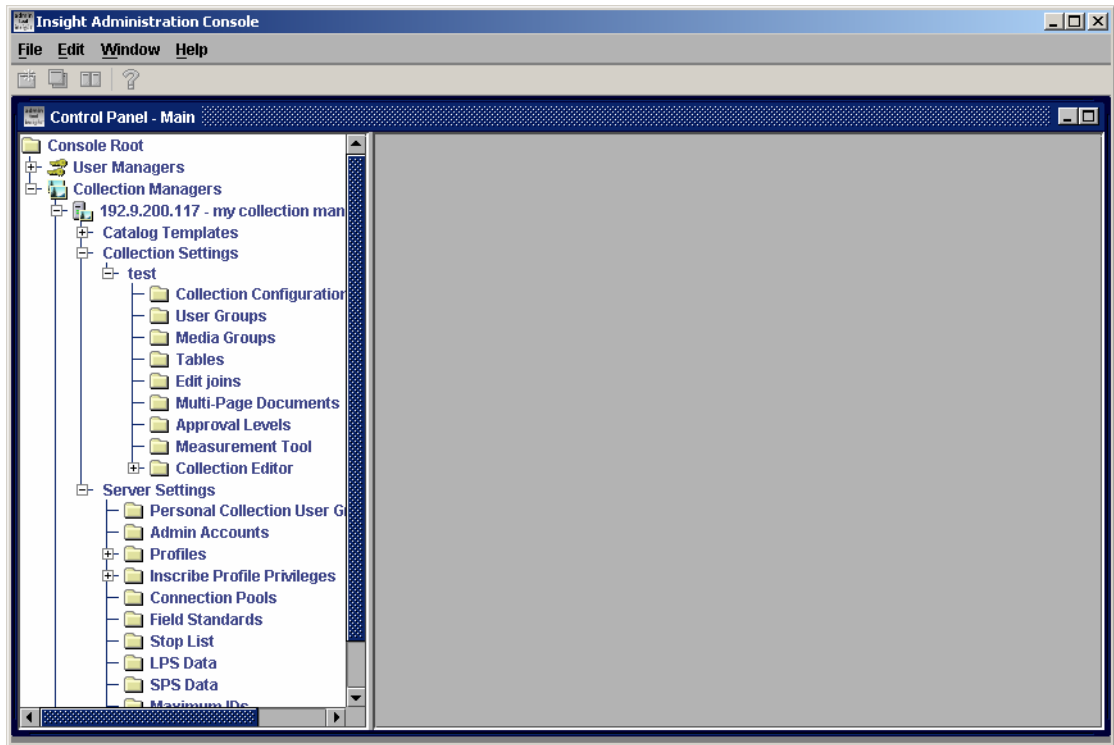 Insight Administration Console
File Edit Window Help
Control Panel - Main
Console Root
User Managers
Collection Managers
192.9.200.117 - my collection man
Catalog Templates
Collection Settings
test
Collection Configuration
User Groups
Media Groups
Tables
Edit joins
Multi-Page Documents
Approval Levels
Measurement Tool
Collection Editor
Server Settings
Personal Collection User G
Admin Accounts
Profiles
Inscribe Profile Privileges
Connection Pools
Field Standards
Stop List
LPS Data
SPS Data
Maximum IDs